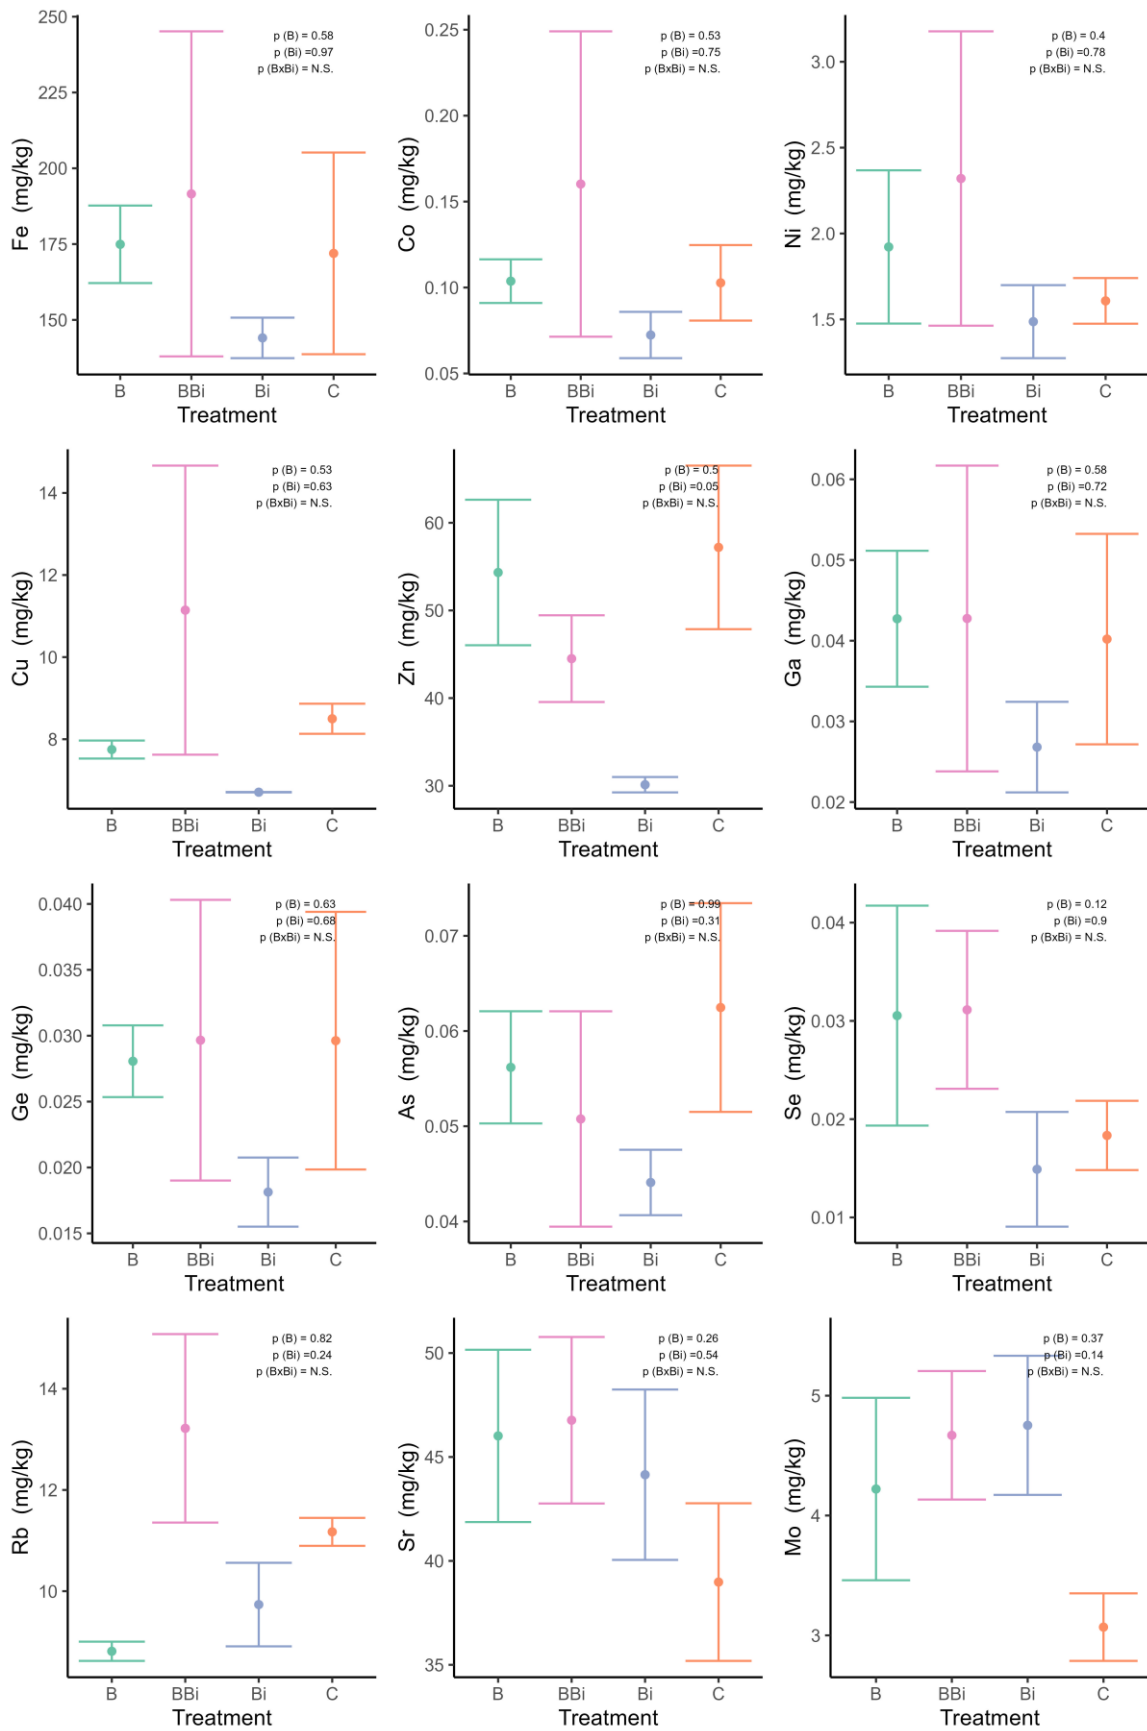 p (B) = 0.58
p (Bi) =0.97
p (BxBi) = N.S.
Fe (mg/kg)
250
225
200
175
150
B BBi Bi C
Treatment
p (B) = 0.53
p (Bi) =0.75
p (BxBi) = N.S.
Co (mg/kg)
0.25
0.20
0.15
0.10
0.05
B BBi Bi C
Treatment
p (B) = 0.4
p (Bi) =0.78
p (BxBi) = N.S.
Ni (mg/kg)
3.0
2.5
2.0
1.5
B BBi Bi C
Treatment
p (B) = 0.53
p (Bi) =0.63
p (BxBi) = N.S.
Cu (mg/kg)
14
12
10
8
B BBi Bi C
Treatment
p (B) = 0.5
p (Bi) =0.05
p (BxBi) = N.S.
Zn (mg/kg)
60
50
40
30
B BBi Bi C
Treatment
p (B) = 0.58
p (Bi) =0.72
p (BxBi) = N.S.
Ga (mg/kg)
0.06
0.05
0.04
0.03
0.02
B BBi Bi C
Treatment
p (B) = 0.63
p (Bi) =0.68
p (BxBi) = N.S.
Ge (mg/kg)
0.040
0.035
0.030
0.025
0.020
0.015
B BBi Bi C
Treatment
p (B) = 0.99
p (Bi) =0.31
p (BxBi) = N.S.
As (mg/kg)
0.07
0.06
0.05
0.04
B BBi Bi C
Treatment
p (B) = 0.12
p (Bi) =0.9
p (BxBi) = N.S.
Se (mg/kg)
0.04
0.03
0.02
0.01
B BBi Bi C
Treatment
p (B) = 0.82
p (Bi) =0.24
p (BxBi) = N.S.
Rb (mg/kg)
14
12
10
B BBi Bi C
Treatment
p (B) = 0.26
p (Bi) =0.54
p (BxBi) = N.S.
Sr (mg/kg)
50
45
40
35
B BBi Bi C
Treatment
p (B) = 0.37
p (Bi) =0.14
p (BxBi) = N.S.
Mo (mg/kg)
5
4
3
B BBi Bi C
Treatment